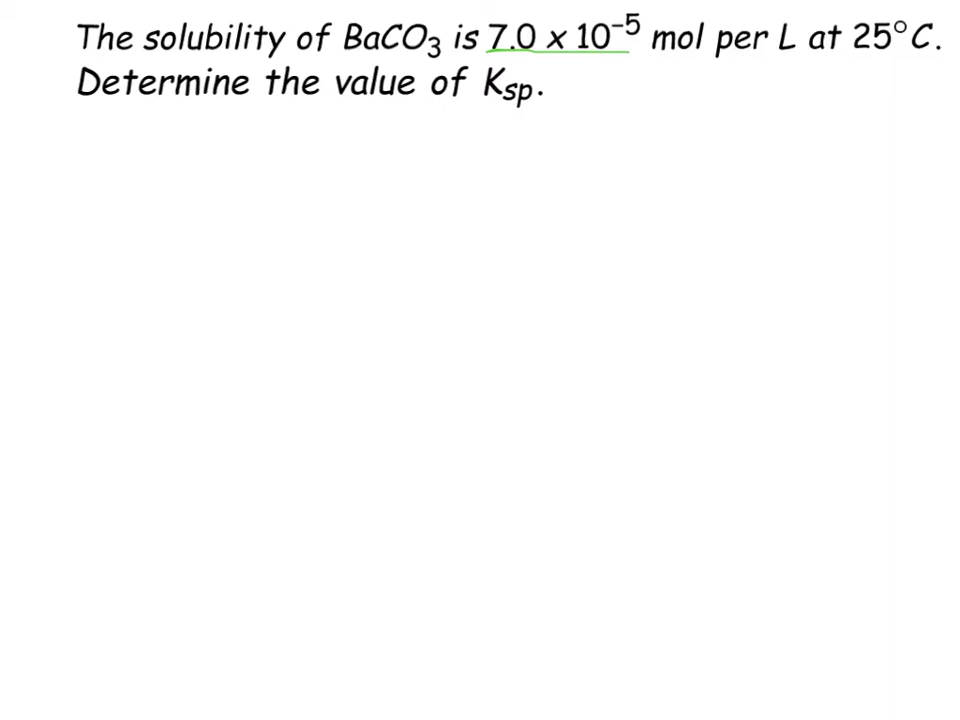 The solubility of BaCO₃ is 7.0 x 10⁻⁵ mol per L at 25°C.
Determine the value of Kₛₚ.